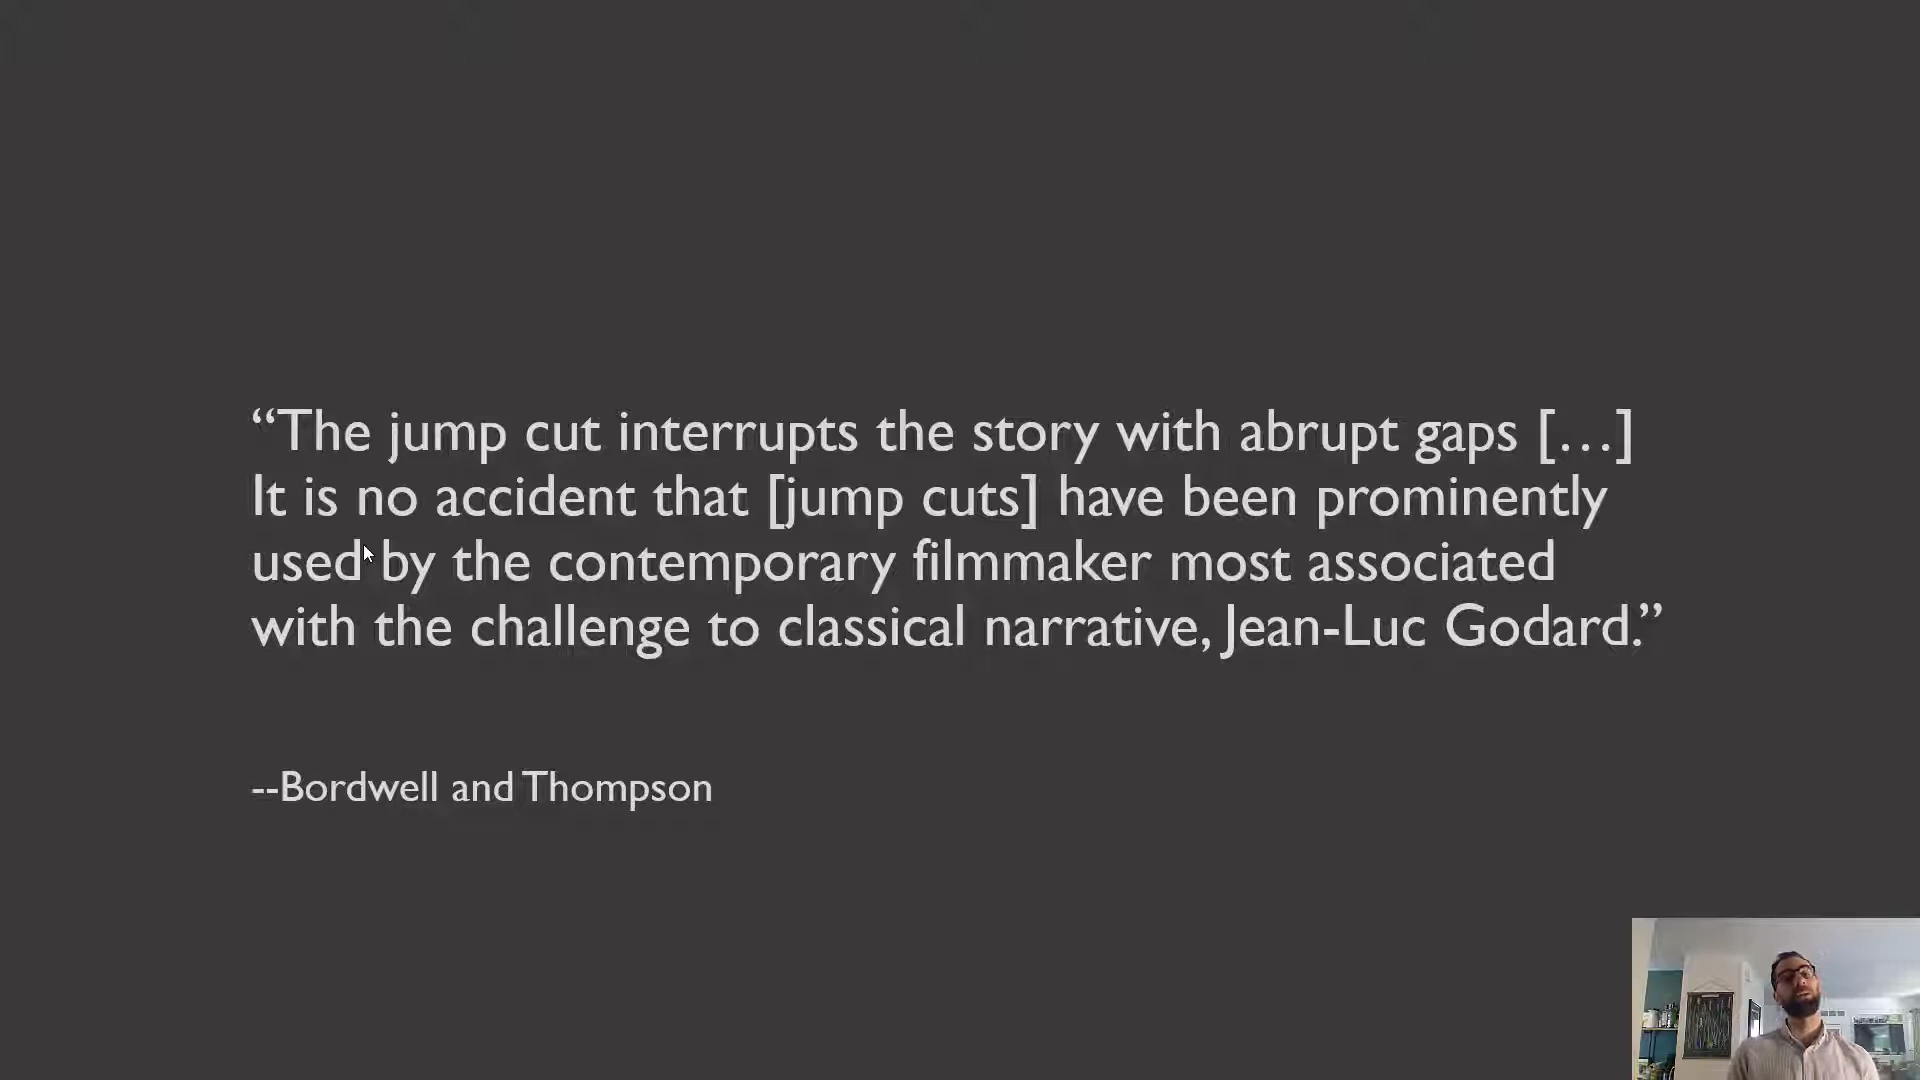 “The jump cut interrupts the story with abrupt gaps […]
It is no accident that [jump cuts] have been prominently
used by the contemporary filmmaker most associated
with the challenge to classical narrative, Jean-Luc Godard.”
--Bordwell and Thompson